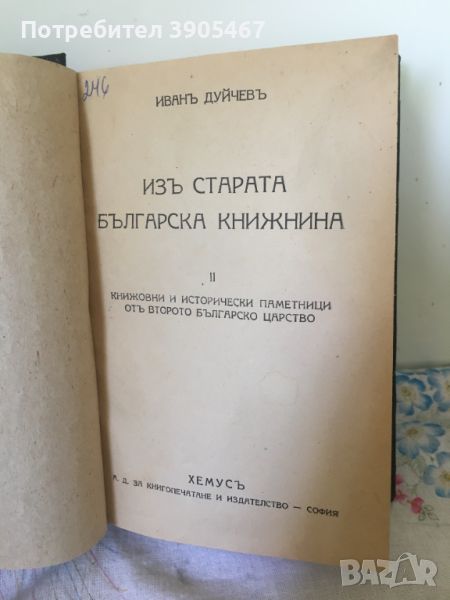 Потребител 3905467
246
ИВАНЪ ДУЙЧЕВЪ
ИЗЪ СТАРАТА
БЪЛГАРСКА КНИЖНИНА
II
КНИЖОВНИ И ИСТОРИЧЕСКИ ПАМЕТНИЦИ
ОТЪ ВТОРОТО БЪЛГАРСКО ЦАРСТВО
ХЕМУСЪ
А. Д. ЗА КНИГОПЕЧАТАНЕ И ИЗДАТЕЛСТВО — СОФИЯ
BAZAR